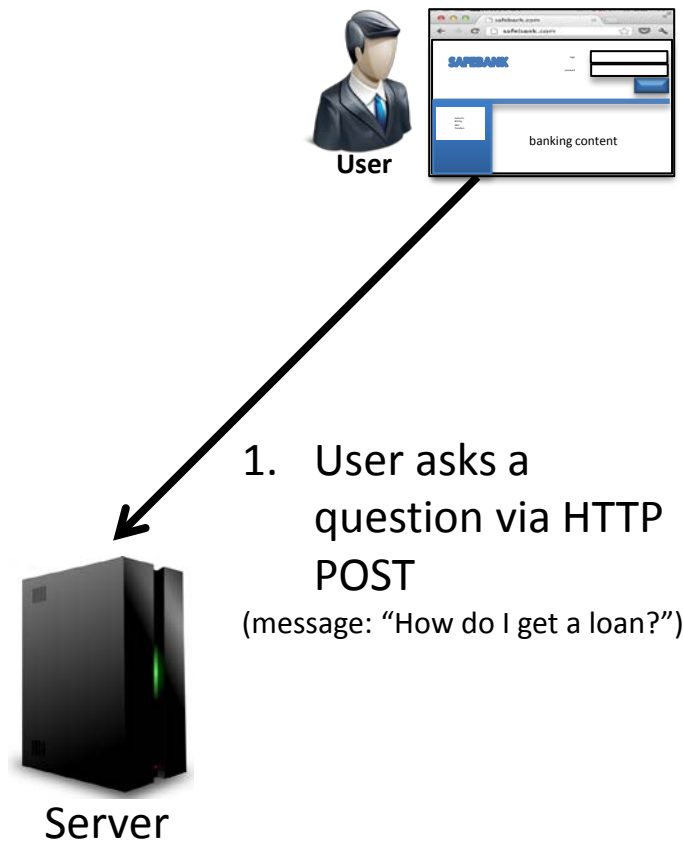 safebank.com
safebank.com
SAFEBANK
banking content
User
1. User asks a
question via HTTP
POST
(message: “How do I get a loan?”)
Server